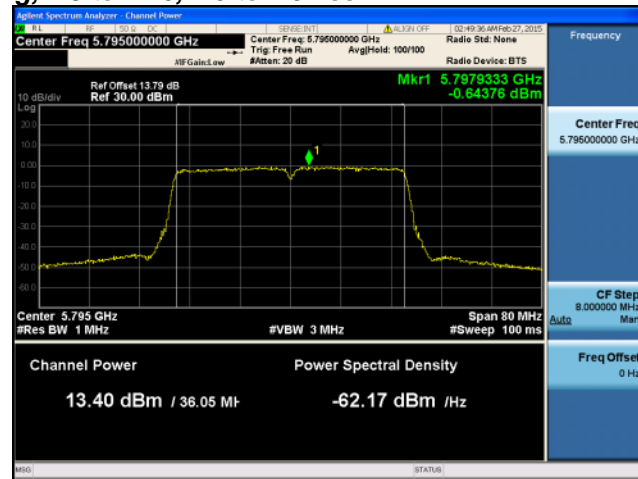 Agilent Spectrum Analyzer - Channel Power
RL RF 50 Ω DC SENSE:INT ALIGN OFF 02:49:36 AM Feb 27, 2015
Center Freq 5.795000000 GHz
Center Freq: 5.795000000 GHz
Radio Std: None
Trig: Free Run Avg|Hold: 100/100
#IFGain:Low #Atten: 20 dB Radio Device: BTS
Frequency
Ref Offset 13.79 dB
10 dB/div Ref 30.00 dBm
Mkr1 5.7979333 GHz
-0.64376 dBm
Log
20.0
10.0
0.00
-10.0
-20.0
-30.0
-40.0
-50.0
-60.0
1
Center 5.795 GHz Span 80 MHz
#Res BW 1 MHz #VBW 3 MHz #Sweep 100 ms
Channel Power Power Spectral Density
13.40 dBm / 36.05 MH -62.17 dBm /Hz
Center Freq
5.795000000 GHz
CF Step
8.000000 MHz
Auto Man
Freq Offset
0 Hz
MSG STATUS